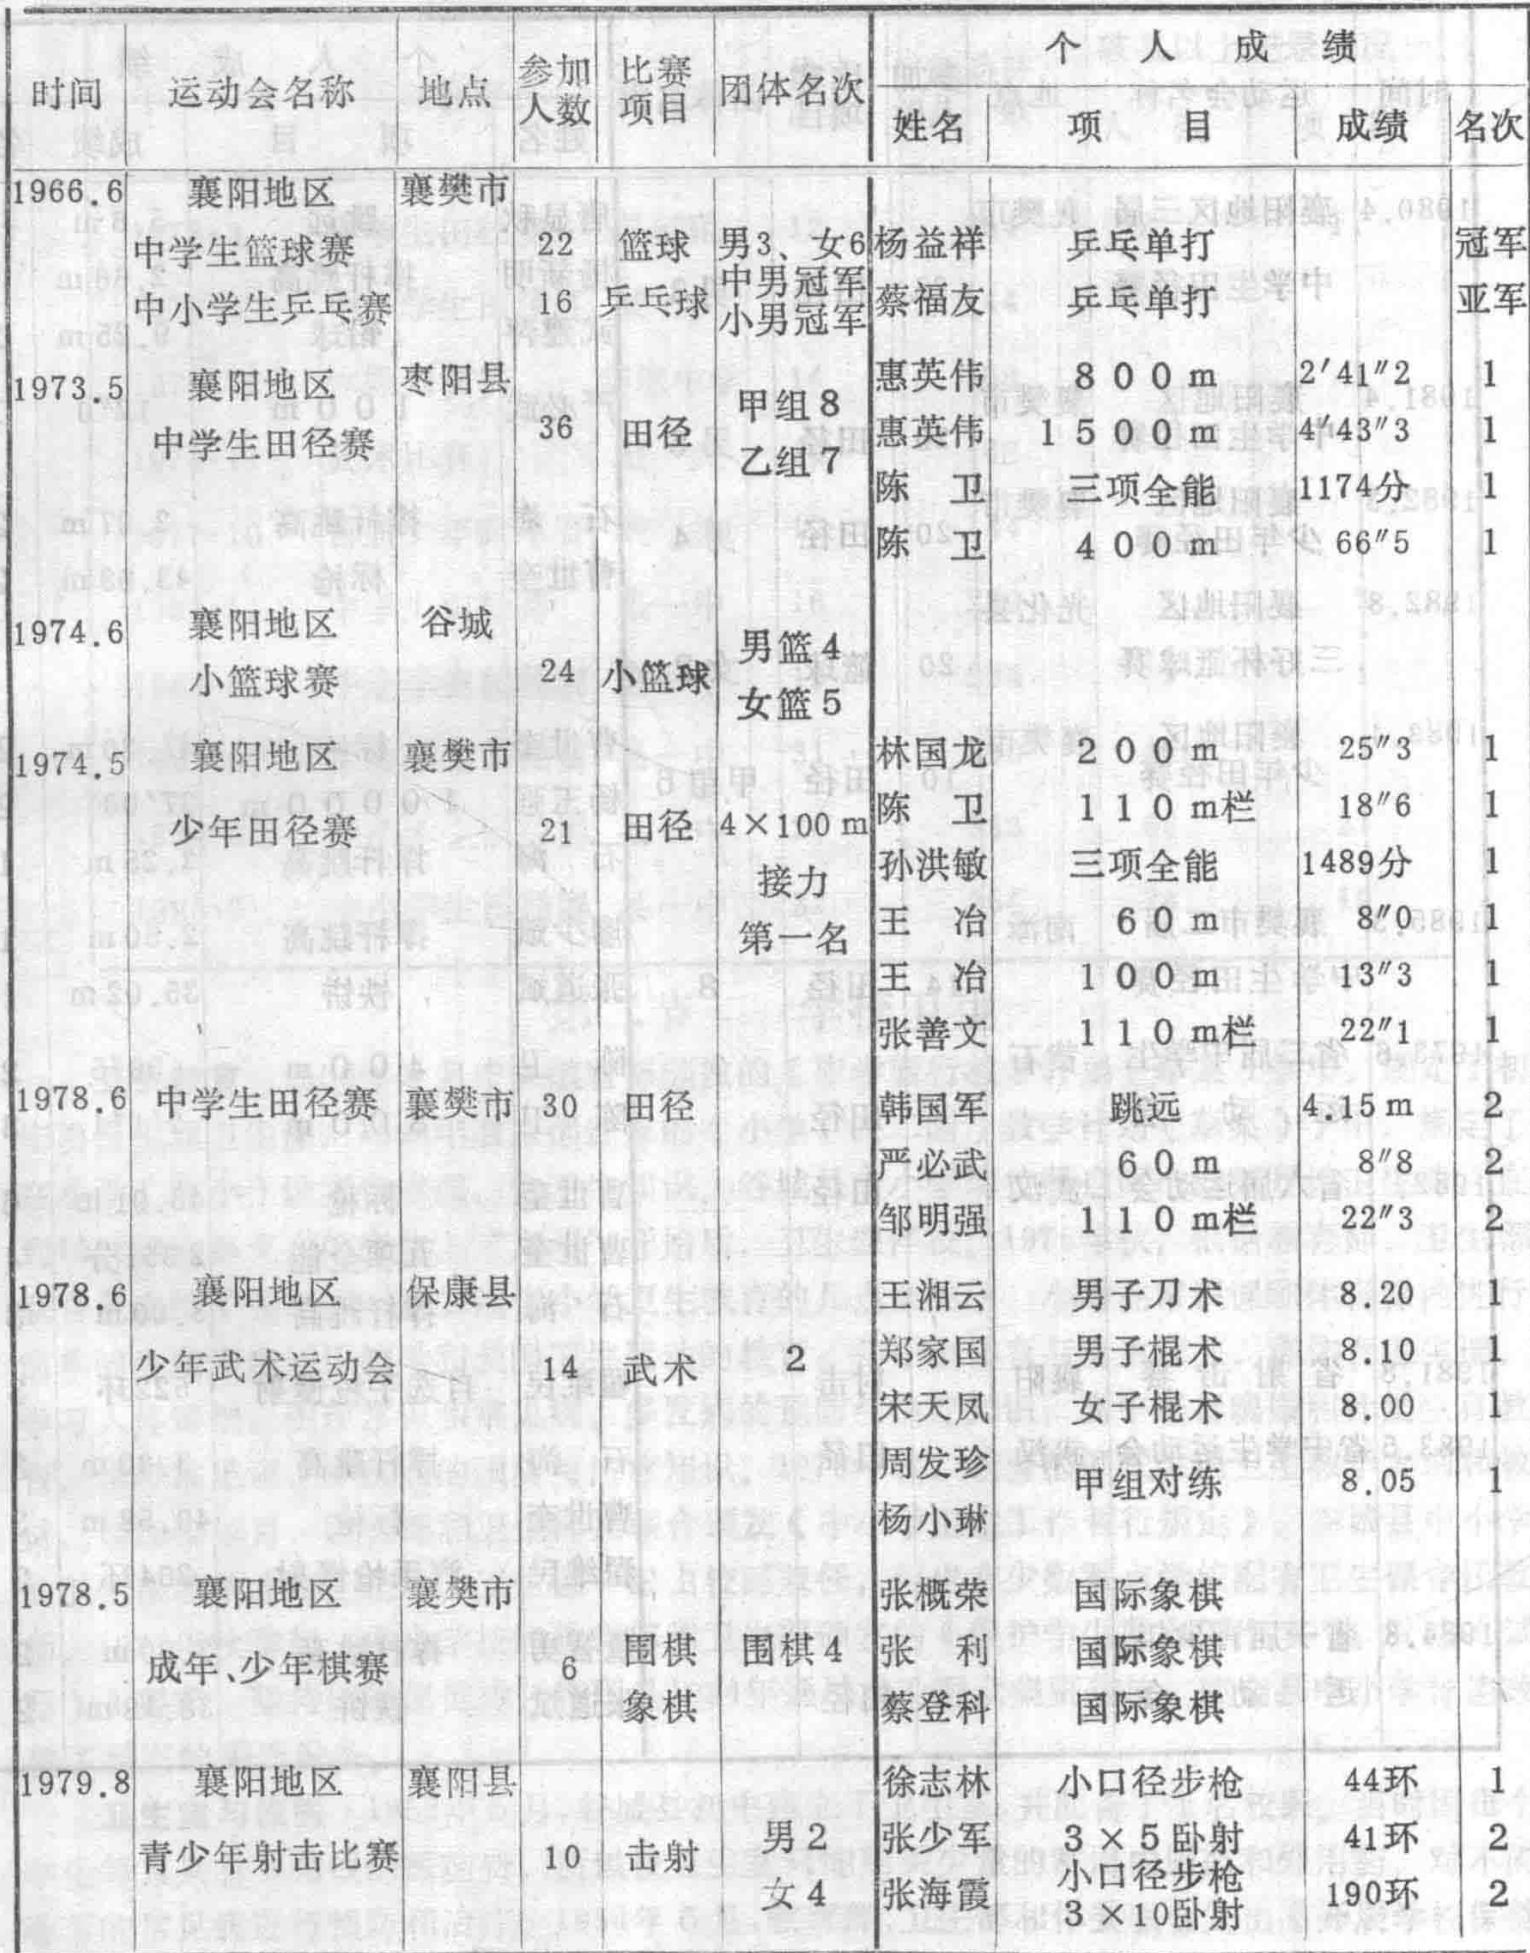 时间 运动会名称 地点 参加人数 比赛项目 团体名次 个人成绩
姓名 项目 成绩 名次
1966.6 襄阳地区 襄樊市
中学生篮球赛 22 篮球 男3、女6 杨益祥 乒乓单打 冠军
中小学生乒乓赛 16 乒乓球 中男冠军 小男冠军 蔡福友 乒乓单打 亚军
1973.5 襄阳地区 枣阳县 惠英伟 800m 2′41″2 1
中学生田径赛 36 田径 甲组8 惠英伟 1500m 4′43″3 1
乙组7 陈卫 三项全能 1174分 1
陈卫 400m 66″5 1
1974.6 襄阳地区 谷城
小篮球赛 24 小篮球 男篮4
女篮5
1974.5 襄阳地区 襄樊市 林国龙 200m 25″3 1
少年田径赛 21 田径 4×100m 陈卫 110m栏 18″6 1
接力 孙洪敏 三项全能 1489分 1
第一名 王冶 60m 8″0 1
王冶 100m 13″3 1
张善文 110m栏 22″1 1
1978.6 中学生田径赛 襄樊市 30 田径 韩国军 跳远 4.15m 2
严必武 60m 8″8 2
邹明强 110m栏 22″3 2
1978.6 襄阳地区 保康县 王湘云 男子刀术 8.20 1
少年武术运动会 14 武术 2 郑家国 男子棍术 8.10 1
宋天凤 女子棍术 8.00 1
周发珍 甲组对练 8.05 1
杨小琳
1978.5 襄阳地区 襄樊市 张概荣 国际象棋
成年、少年棋赛 6 围棋 围棋4 张利 国际象棋
象棋 蔡登科 国际象棋
1979.8 襄阳地区 襄阳县 徐志林 小口径步枪 44环 1
青少年射击比赛 10 击射 男2 张少军 3×5卧射 41环 2
女4 张海霞 小口径步枪 190环 2
3×10卧射